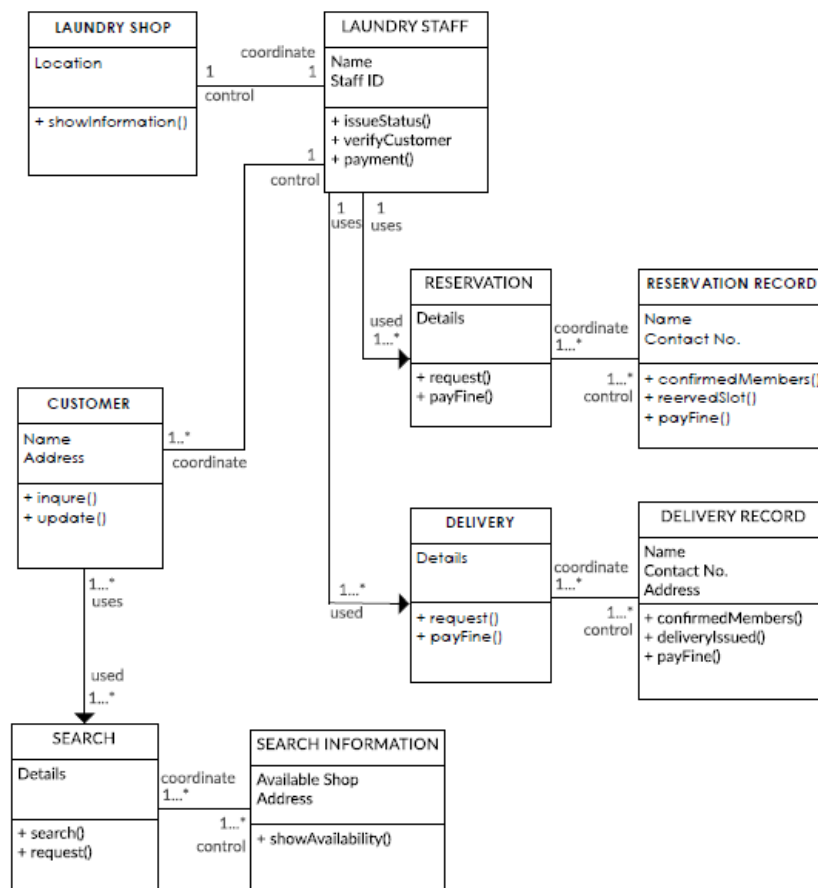 LAUNDRY SHOP
Location
+ showInformation()
coordinate
1
1
control
LAUNDRY STAFF
Name
Staff ID
+ issueStatus()
+ verifyCustomer
+ payment()
1
control
1
uses
1
uses
RESERVATION
Details
+ request()
+ payFine()
used
1...*
coordinate
1...*
1...*
control
RESERVATION RECORD
Name
Contact No.
+ confirmedMembers()
+ reervedSlot()
+ payFine()
CUSTOMER
Name
Address
+ inqure()
+ update()
1..*
coordinate
DELIVERY
Details
+ request()
+ payFine()
1...*
used
coordinate
1...*
1...*
control
DELIVERY RECORD
Name
Contact No.
Address
+ confirmedMembers()
+ deliveryIssued()
+ payFine()
1...*
uses
used
1...*
SEARCH
Details
+ search()
+ request()
coordinate
1...*
1...*
control
SEARCH INFORMATION
Available Shop
Address
+ showAvailability()